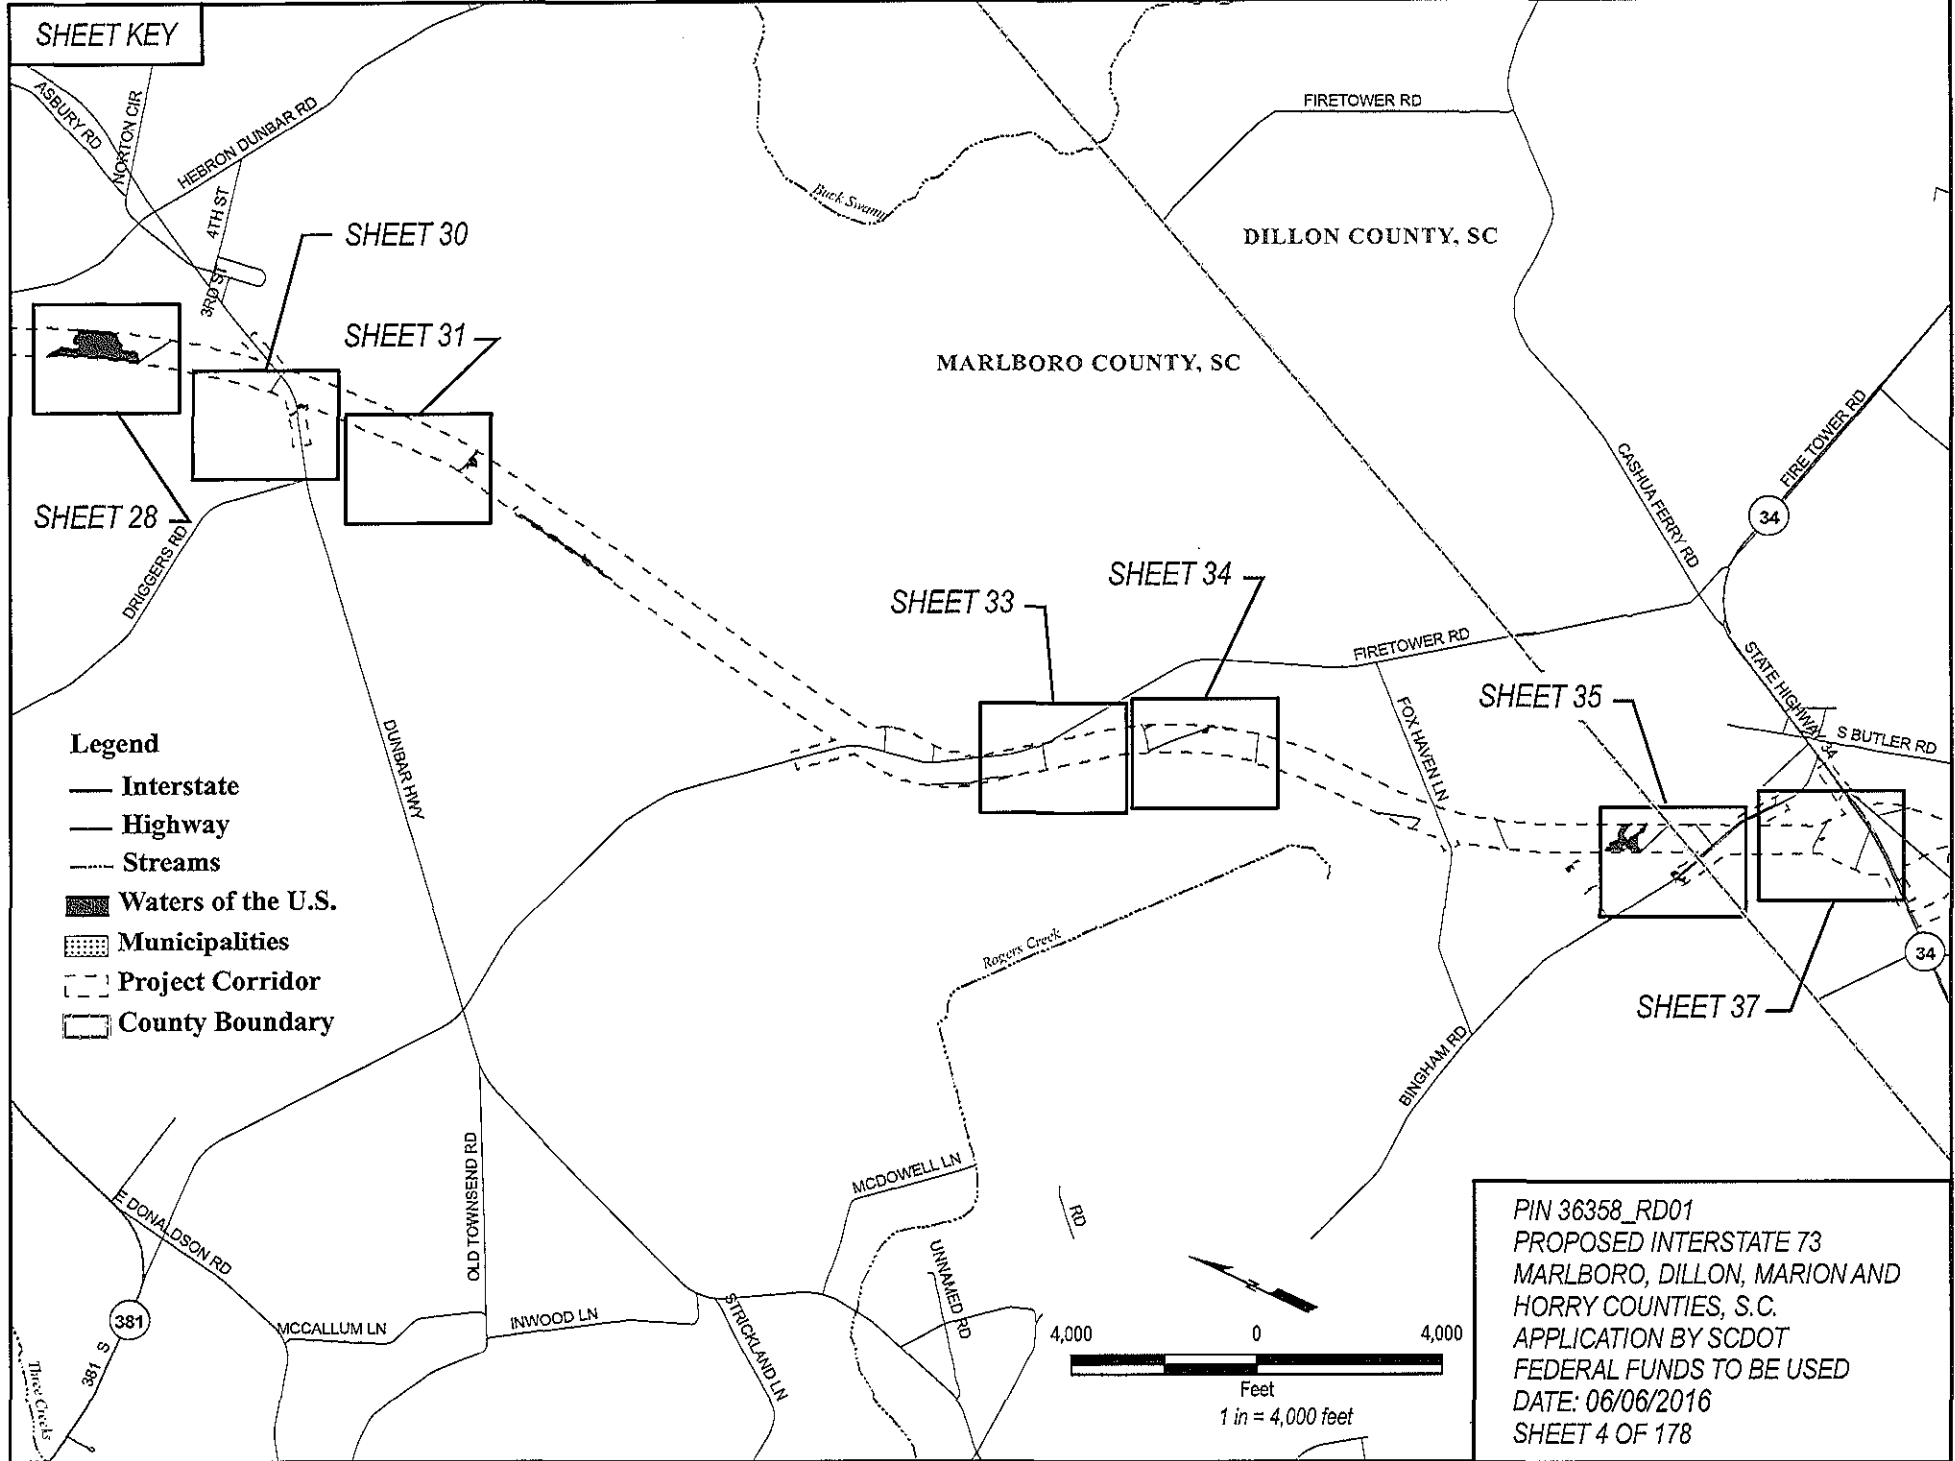 SHEET KEY
ASBURY RD
NORTON CIR
HEBRON DUNBAR RD
4TH ST
3RD ST
SHEET 30
SHEET 31
SHEET 28
DRIGGERS RD
Buck Swamp
FIRETOWER RD
DILLON COUNTY, SC
MARLBORO COUNTY, SC
CASHUA FERRY RD
FIRE TOWER RD
34
SHEET 33
SHEET 34
FIRETOWER RD
STATE HIGHWAY 34
SHEET 35
S BUTLER RD
FOX HAVEN LN
DUNBAR HWY
Legend
Interstate
Highway
Streams
Waters of the U.S.
Municipalities
Project Corridor
County Boundary
Rogers Creek
34
SHEET 37
BINGHAM RD
OLD TOWNSEND RD
MCDOWELL LN
RD
E DONALDSON RD
UNNAMED RD
381
381 S
MCCALLUM LN
INWOOD LN
STRICKLAND LN
Three Creeks
N
4,000 0 4,000
Feet
1 in = 4,000 feet
PIN 36358_RD01
PROPOSED INTERSTATE 73
MARLBORO, DILLON, MARION AND
HORRY COUNTIES, S.C.
APPLICATION BY SCDOT
FEDERAL FUNDS TO BE USED
DATE: 06/06/2016
SHEET 4 OF 178